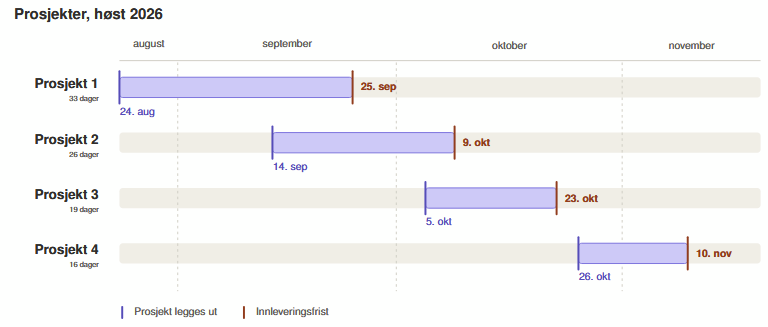 Prosjekter, høst 2026
august september oktober november
Prosjekt 1
33 dager
25. sep
24. aug
Prosjekt 2
26 dager
9. okt
14. sep
Prosjekt 3
19 dager
23. okt
5. okt
Prosjekt 4
16 dager
10. nov
26. okt
Prosjekt legges ut Innleveringsfrist